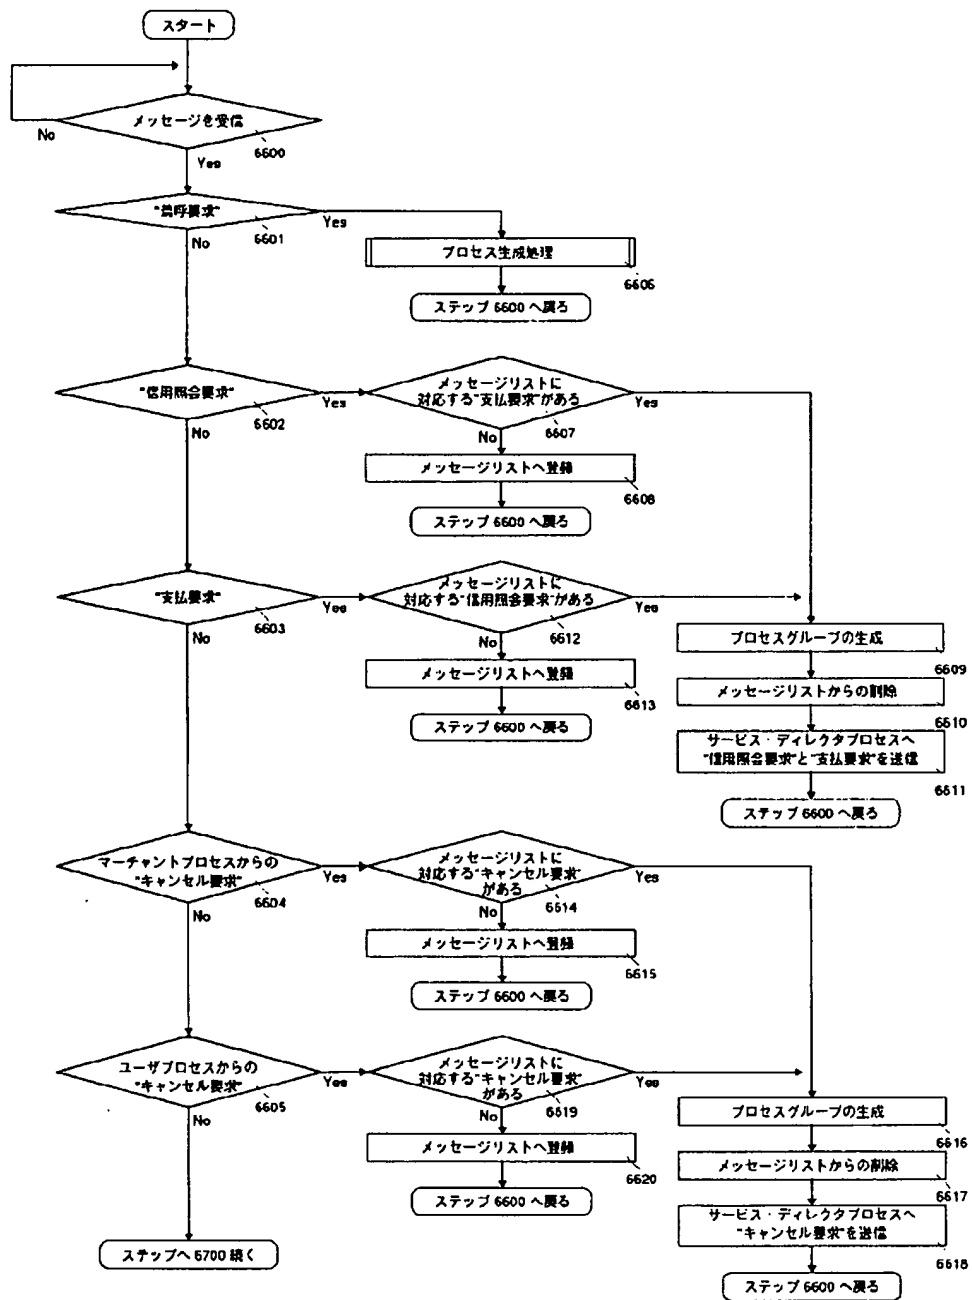 スタート
メッセージを受信
No
6600
Yes
6601
Yes
No
プロセス生成処理
6606
ステップ 6600 へ戻ろ
"信用照会要求"
6602
Yes
No
メッセージリストに
対応する"支払要求"がある
6607
Yes
No
メッセージリストへ登録
6608
ステップ 6600 へ戻ろ
"支払要求"
6603
Yes
No
メッセージリストに
対応する"信用照会要求"がある
6612
Yes
No
メッセージリストへ登録
6613
ステップ 6600 へ戻ろ
プロセスグループの生成
6609
メッセージリストからの削除
6610
サービス・ディレクタプロセスへ
"信用照会要求"と"支払要求"を送信
6611
ステップ 6600 へ戻ろ
マーチャントプロセスからの
"キャンセル要求"
6604
Yes
No
メッセージリストに
対応する"キャンセル要求"
がある
6614
Yes
No
メッセージリストへ登録
6615
ステップ 6600 へ戻ろ
ユーザプロセスからの
"キャンセル要求"
6605
Yes
No
メッセージリストに
対応する"キャンセル要求"
がある
6619
Yes
No
メッセージリストへ登録
6620
ステップ 6600 へ戻ろ
プロセスグループの生成
6616
メッセージリストからの削除
6617
サービス・ディレクタプロセスへ
"キャンセル要求"を送信
6618
ステップ 6600 へ戻ろ
ステップへ 6700 続く